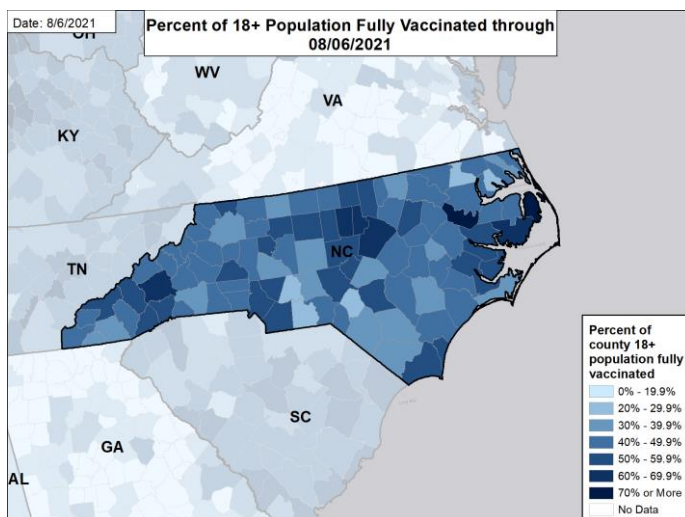 Date: 8/6/2021
Percent of 18+ Population Fully Vaccinated through
08/06/2021
OH
WV
VA
KY
NC
TN
SC
GA
AL
Percent of
county 18+
population fully
vaccinated
0% - 19.9%
20% - 29.9%
30% - 39.9%
40% - 49.9%
50% - 59.9%
60% - 69.9%
70% or More
No Data